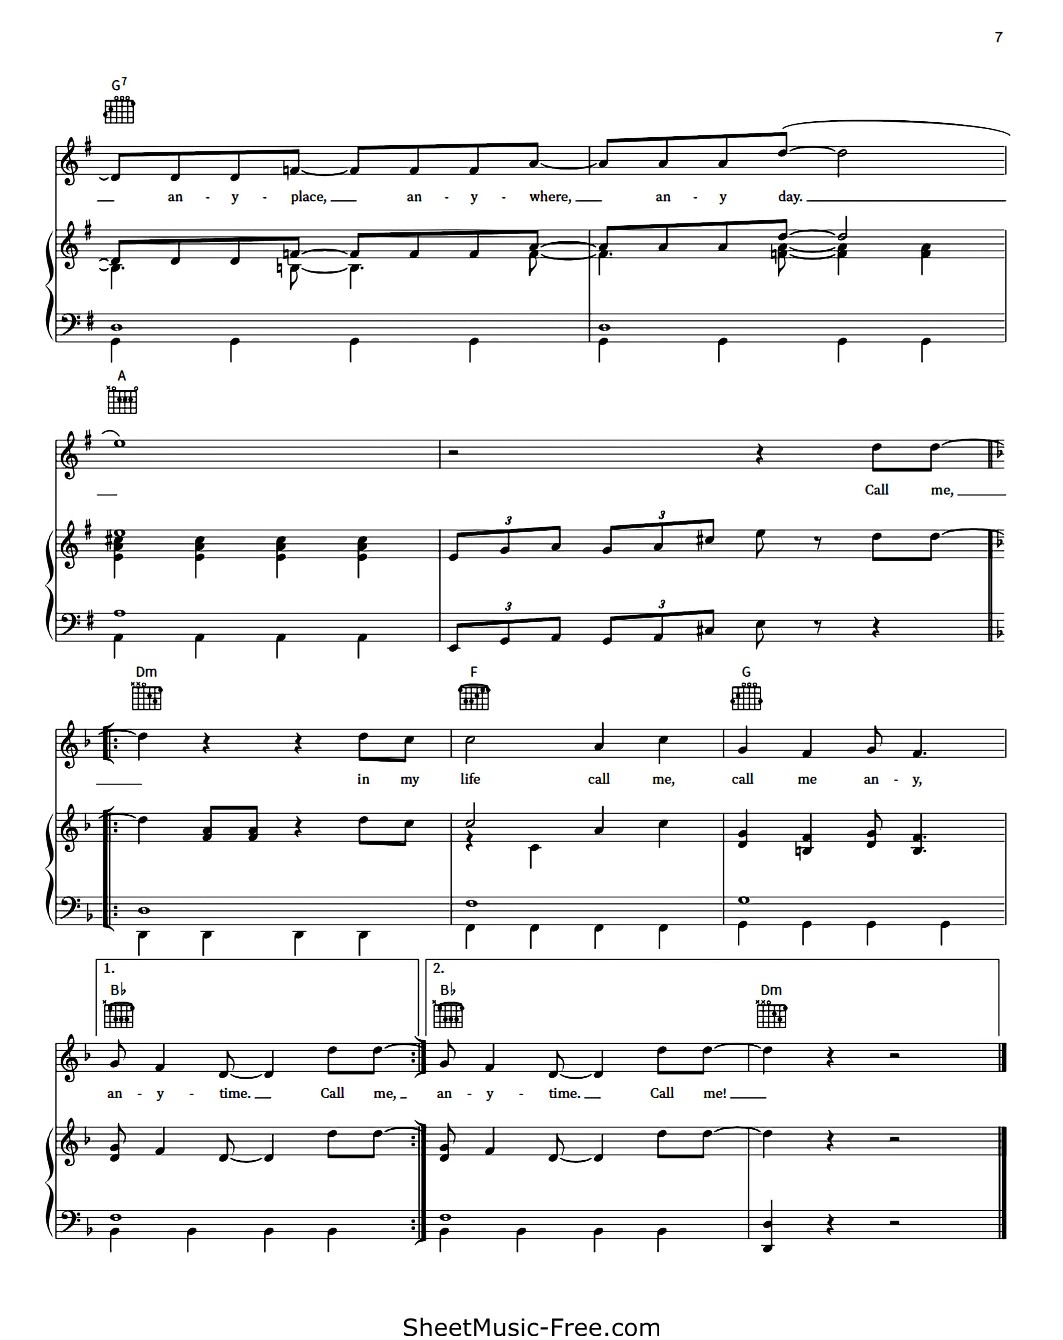 7
G7
an - y - place, an - y - where, an - y day.
A
3 3
Call me,
3 3
Dm F G
in my life call me, call me an - y,
1. 2.
B♭ B♭ Dm
an - y - time. Call me, an - y - time. Call me!
SheetMusic-Free.com